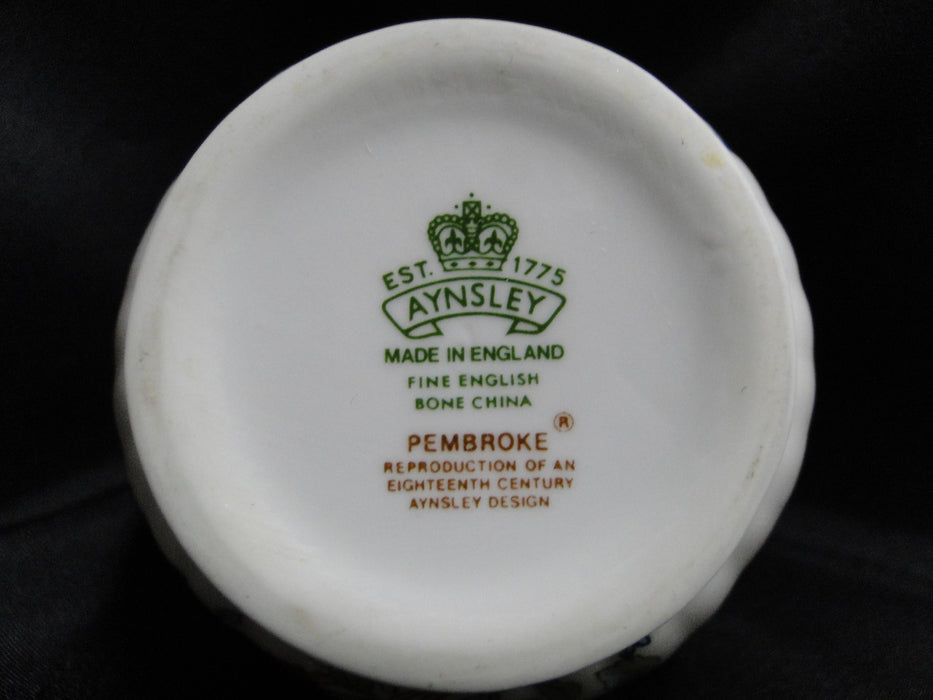 EST. 1775
AYNSLEY
MADE IN ENGLAND
FINE ENGLISH
BONE CHINA
PEMBROKE ®
REPRODUCTION OF AN
EIGHTEENTH CENTURY
AYNSLEY DESIGN